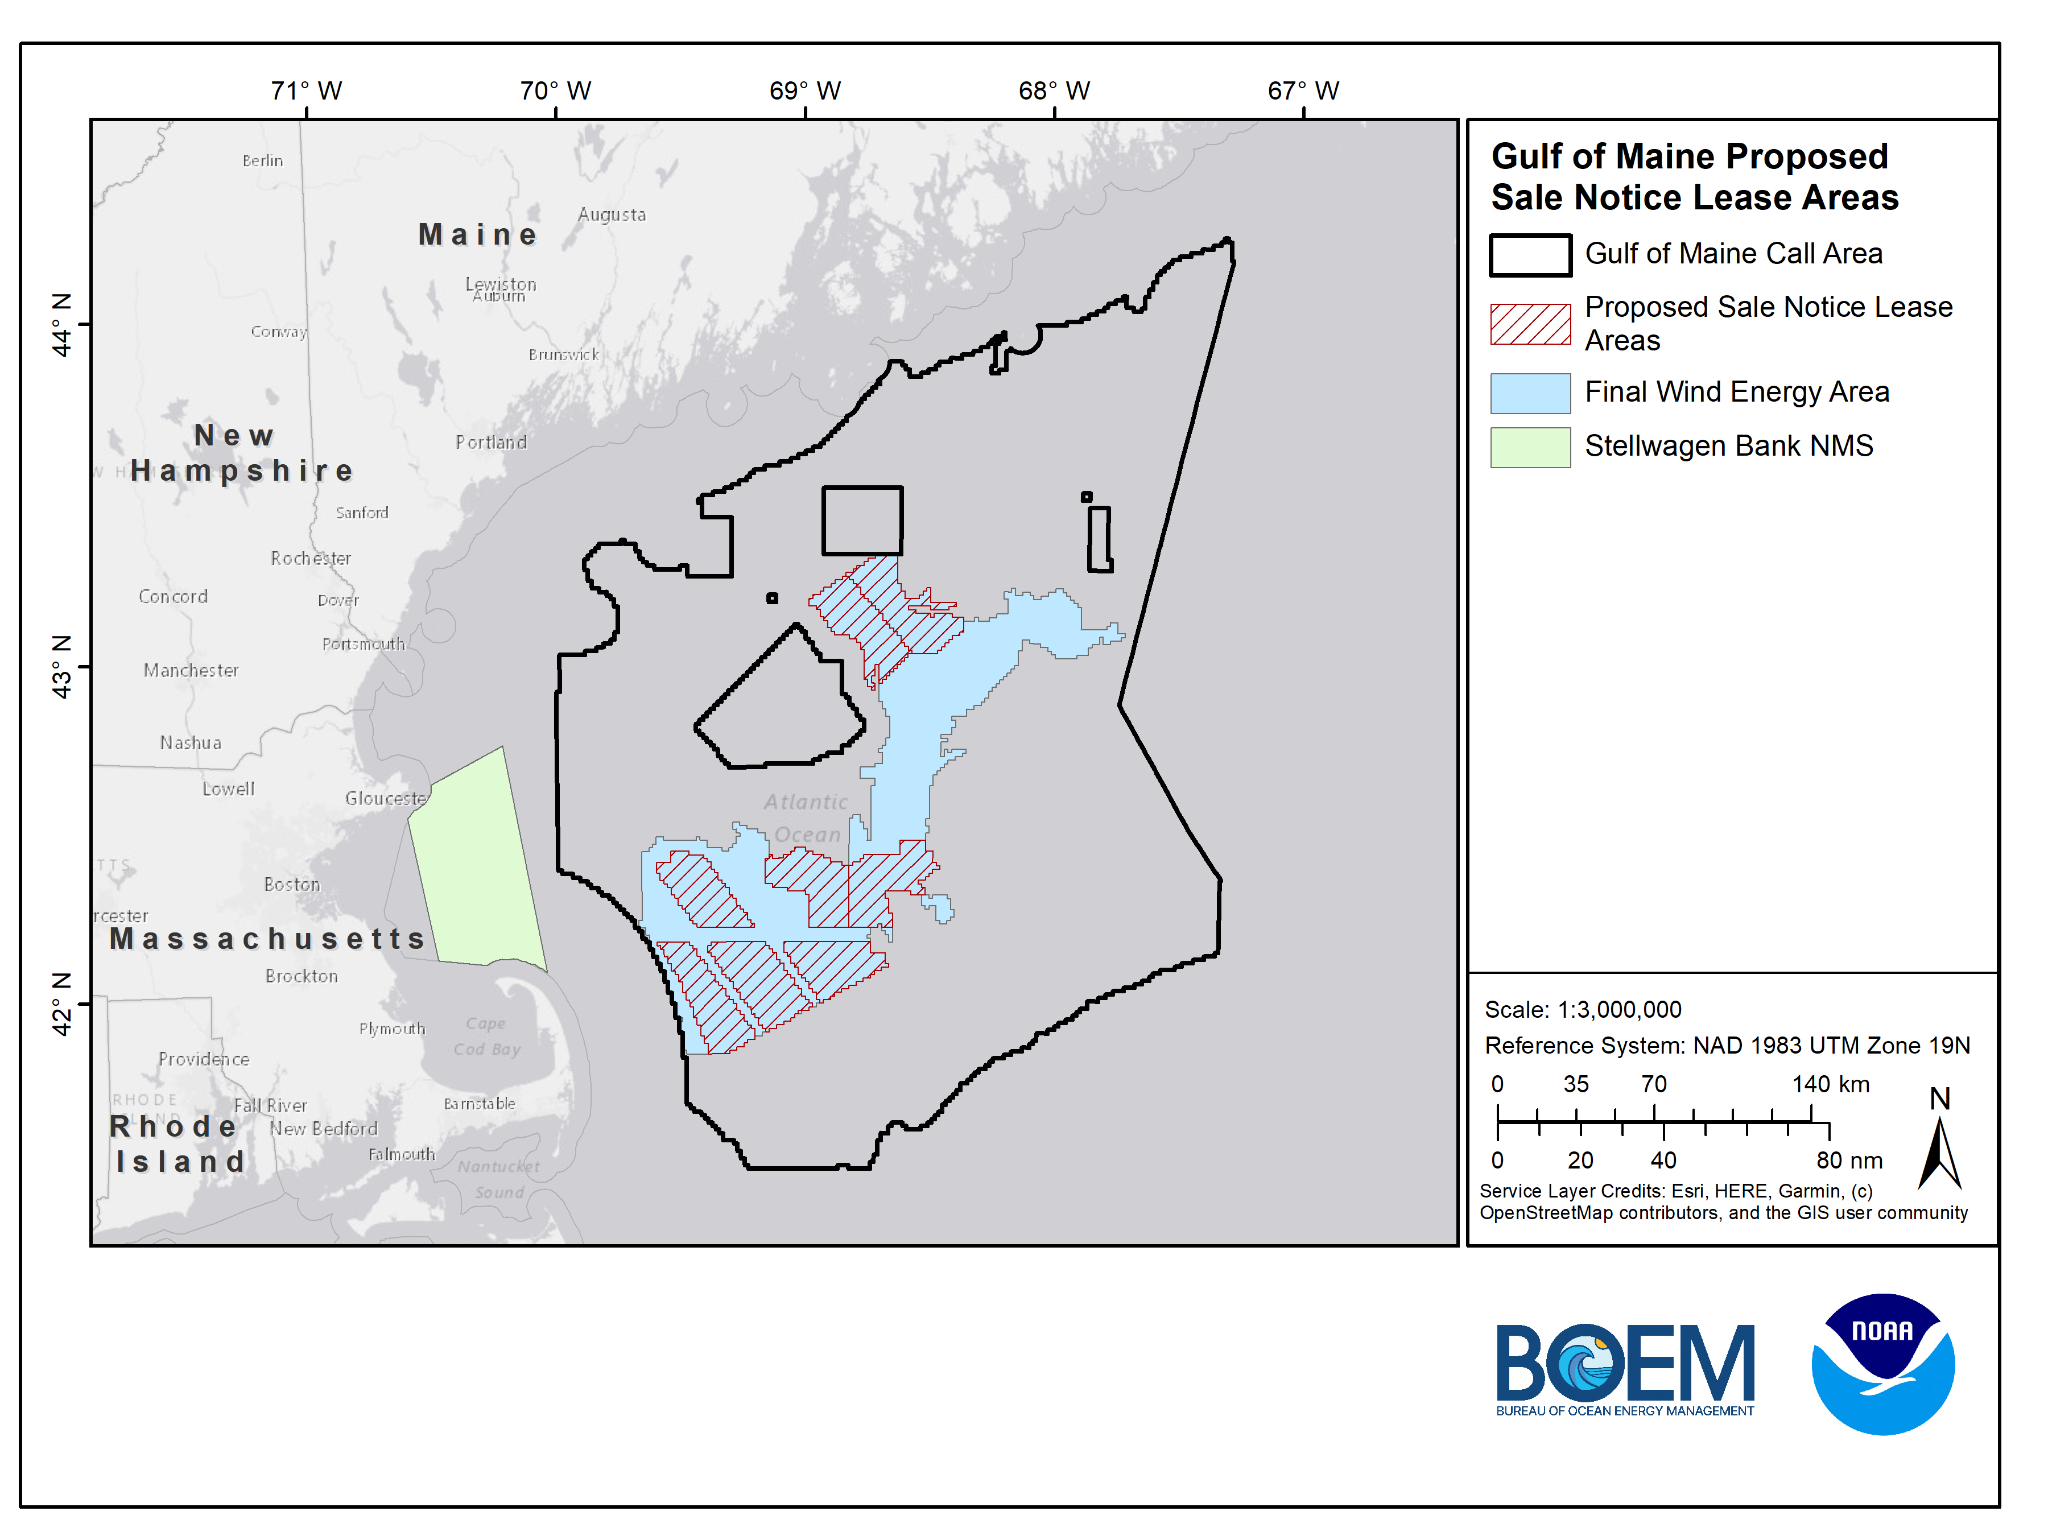 71° W
70° W
69° W
68° W
67° W
44° N
43° N
42° N
Berlin
Augusta
Maine
Lewiston
Auburn
Conway
Brunswick
New
Hampshire
Portland
Sanford
Rochester
Concord
Dover
Portsmouth
Manchester
Nashua
Lowell
Glouceste
Atlantic
Ocean
TTS
Boston
rcester
Massachusetts
Brockton
Plymouth
Cape
Cod Bay
Providence
RHODE
Fall River
Barnstable
Rhode
Island
New Bedford
Falmouth
Nantucket
Sound
Gulf of Maine Proposed
Sale Notice Lease Areas
Gulf of Maine Call Area
Proposed Sale Notice Lease
Areas
Final Wind Energy Area
Stellwagen Bank NMS
Scale: 1:3,000,000
Reference System: NAD 1983 UTM Zone 19N
0 35 70 140 km
0 20 40 80 nm
N
Service Layer Credits: Esri, HERE, Garmin, (c)
OpenStreetMap contributors, and the GIS user community
BOEM
BUREAU OF OCEAN ENERGY MANAGEMENT
NOAA